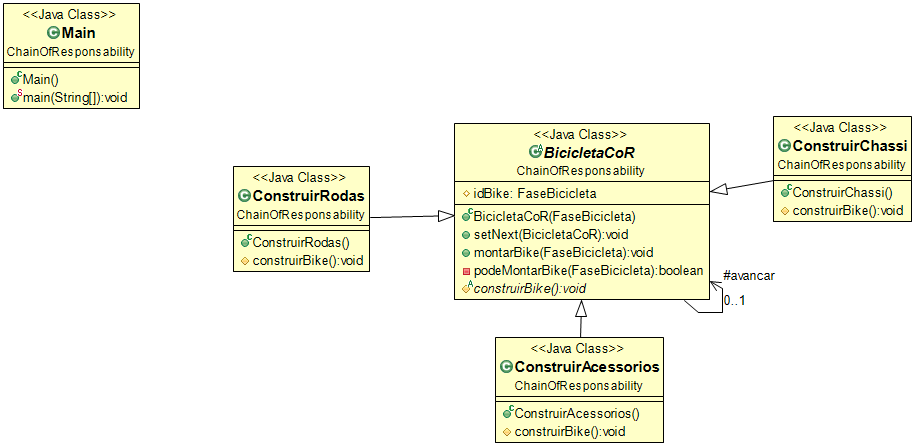 <<Java Class>>
Main
ChainOfResponsability
Main()
main(String[]):void
<<Java Class>>
BicicletaCoR
ChainOfResponsability
idBike: FaseBicicleta
BicicletaCoR(FaseBicicleta)
setNext(BicicletaCoR):void
montarBike(FaseBicicleta):void
podeMontarBike(FaseBicicleta):boolean
construirBike():void
<<Java Class>>
ConstruirChassi
ChainOfResponsability
ConstruirChassi()
construirBike():void
<<Java Class>>
ConstruirRodas
ChainOfResponsability
ConstruirRodas()
construirBike():void
#avancar
0..1
<<Java Class>>
ConstruirAcessorios
ChainOfResponsability
ConstruirAcessorios()
construirBike():void